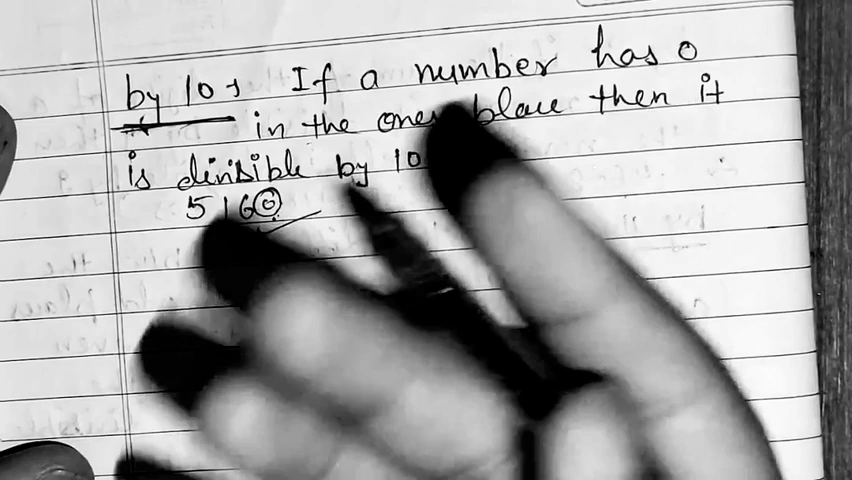 by 10 → If a number has 0
in the ones place then it
is divisible by 10
5160